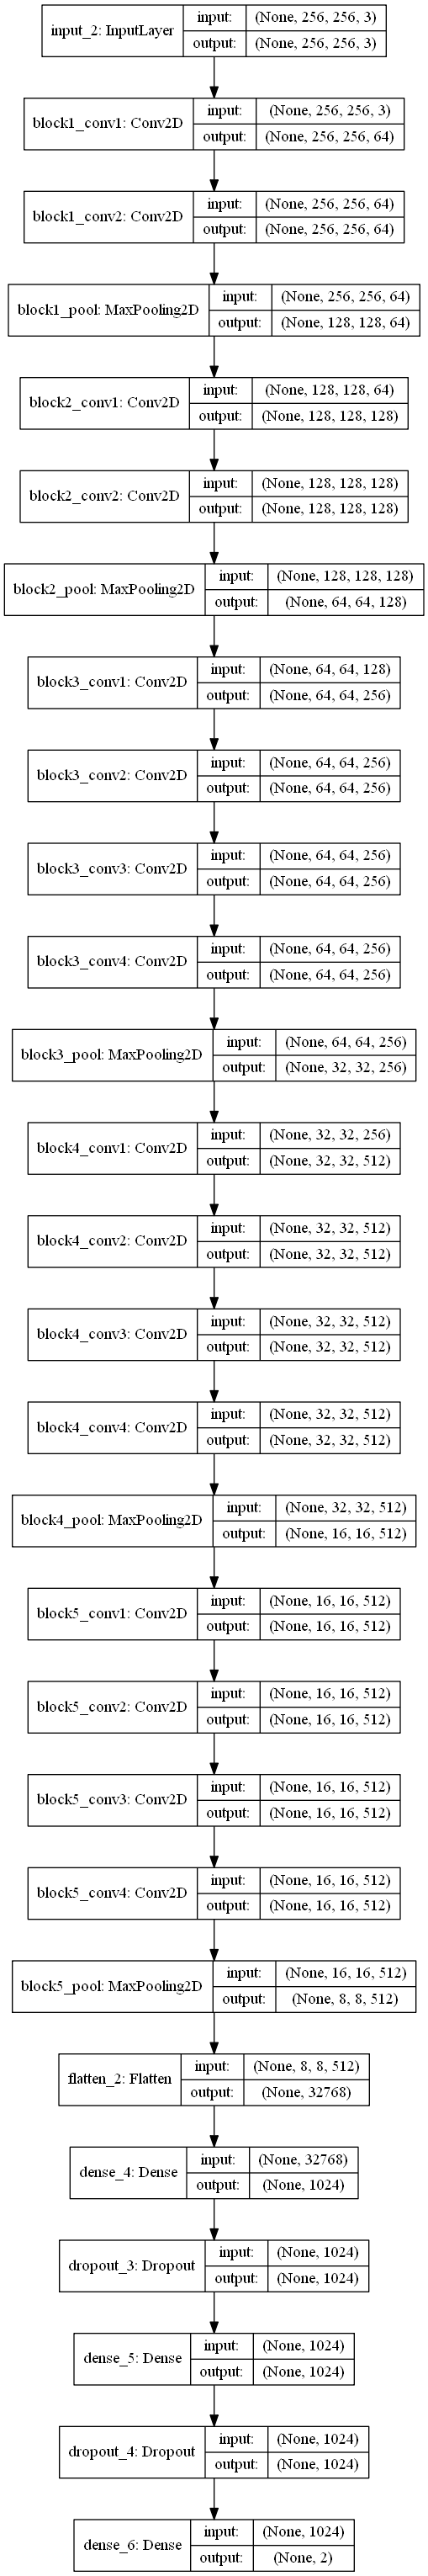 input_2: InputLayer
input: (None, 256, 256, 3)
output: (None, 256, 256, 3)
block1_conv1: Conv2D
input: (None, 256, 256, 3)
output: (None, 256, 256, 64)
block1_conv2: Conv2D
input: (None, 256, 256, 64)
output: (None, 256, 256, 64)
block1_pool: MaxPooling2D
input: (None, 256, 256, 64)
output: (None, 128, 128, 64)
block2_conv1: Conv2D
input: (None, 128, 128, 64)
output: (None, 128, 128, 128)
block2_conv2: Conv2D
input: (None, 128, 128, 128)
output: (None, 128, 128, 128)
block2_pool: MaxPooling2D
input: (None, 128, 128, 128)
output: (None, 64, 64, 128)
block3_conv1: Conv2D
input: (None, 64, 64, 128)
output: (None, 64, 64, 256)
block3_conv2: Conv2D
input: (None, 64, 64, 256)
output: (None, 64, 64, 256)
block3_conv3: Conv2D
input: (None, 64, 64, 256)
output: (None, 64, 64, 256)
block3_conv4: Conv2D
input: (None, 64, 64, 256)
output: (None, 64, 64, 256)
block3_pool: MaxPooling2D
input: (None, 64, 64, 256)
output: (None, 32, 32, 256)
block4_conv1: Conv2D
input: (None, 32, 32, 256)
output: (None, 32, 32, 512)
block4_conv2: Conv2D
input: (None, 32, 32, 512)
output: (None, 32, 32, 512)
block4_conv3: Conv2D
input: (None, 32, 32, 512)
output: (None, 32, 32, 512)
block4_conv4: Conv2D
input: (None, 32, 32, 512)
output: (None, 32, 32, 512)
block4_pool: MaxPooling2D
input: (None, 32, 32, 512)
output: (None, 16, 16, 512)
block5_conv1: Conv2D
input: (None, 16, 16, 512)
output: (None, 16, 16, 512)
block5_conv2: Conv2D
input: (None, 16, 16, 512)
output: (None, 16, 16, 512)
block5_conv3: Conv2D
input: (None, 16, 16, 512)
output: (None, 16, 16, 512)
block5_conv4: Conv2D
input: (None, 16, 16, 512)
output: (None, 16, 16, 512)
block5_pool: MaxPooling2D
input: (None, 16, 16, 512)
output: (None, 8, 8, 512)
flatten_2: Flatten
input: (None, 8, 8, 512)
output: (None, 32768)
dense_4: Dense
input: (None, 32768)
output: (None, 1024)
dropout_3: Dropout
input: (None, 1024)
output: (None, 1024)
dense_5: Dense
input: (None, 1024)
output: (None, 1024)
dropout_4: Dropout
input: (None, 1024)
output: (None, 1024)
dense_6: Dense
input: (None, 1024)
output: (None, 2)